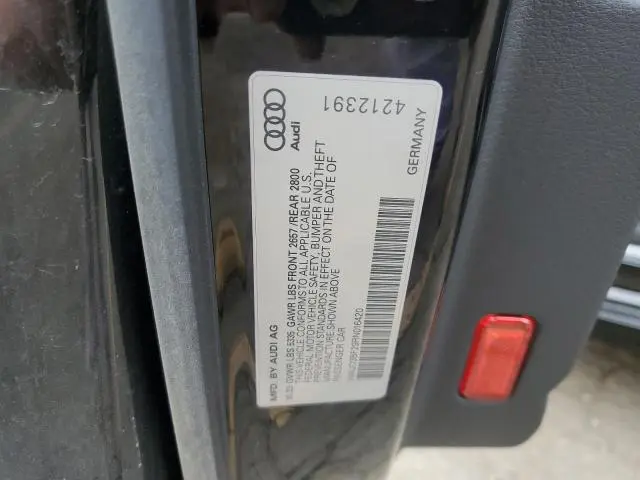 Audi
4212391
MFD. BY AUDI AG
GVWR LBS 5335 GAWR LBS FRONT 2657/REAR 2800
THIS VEHICLE CONFORMS TO ALL APPLICABLE U.S.
FEDERAL MOTOR VEHICLE SAFETY, BUMPER AND THEFT
PREVENTION STANDARDS IN EFFECT ON THE DATE OF
MANUFACTURE SHOWN ABOVE
PASSENGER CAR
GERMANY